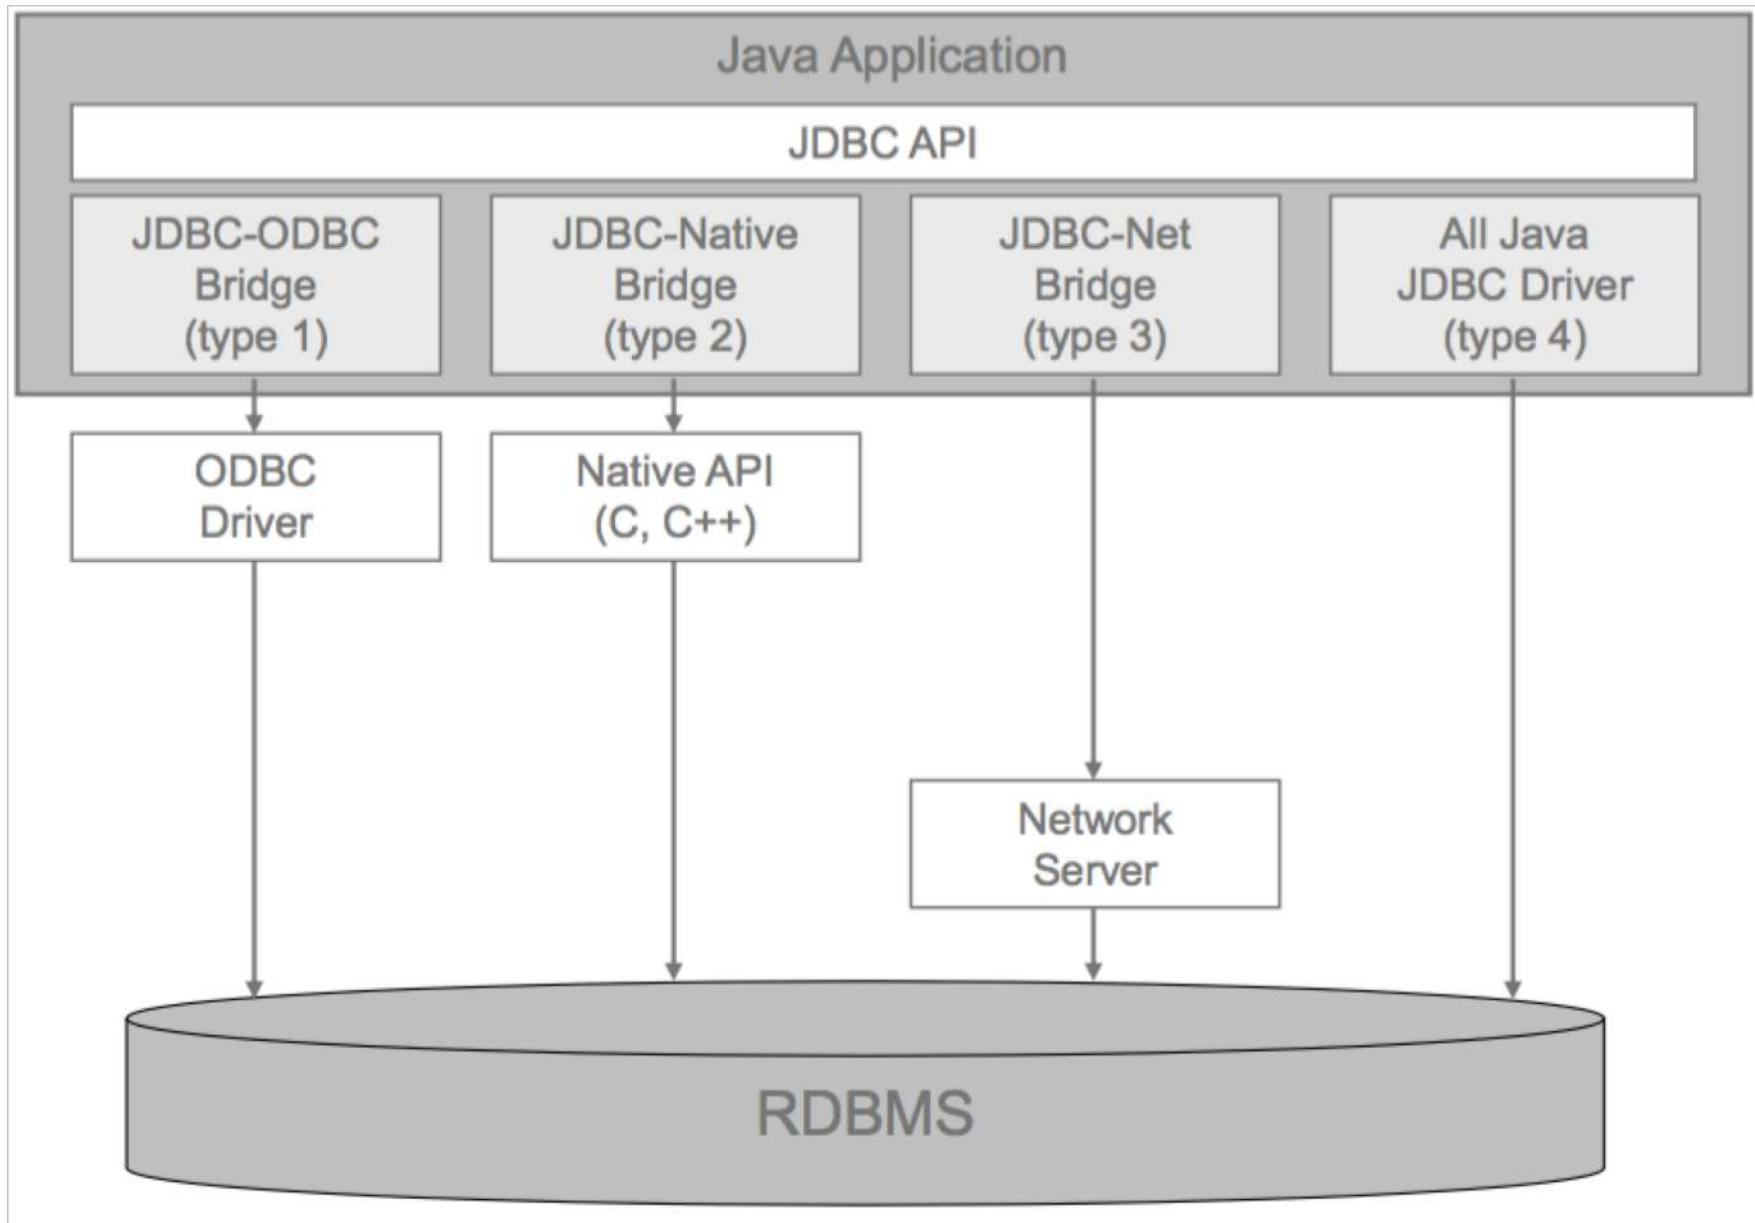 Java Application
JDBC API
JDBC-ODBC
Bridge
(type 1)
JDBC-Native
Bridge
(type 2)
JDBC-Net
Bridge
(type 3)
All Java
JDBC Driver
(type 4)
ODBC
Driver
Native API
(C, C++)
Network
Server
RDBMS